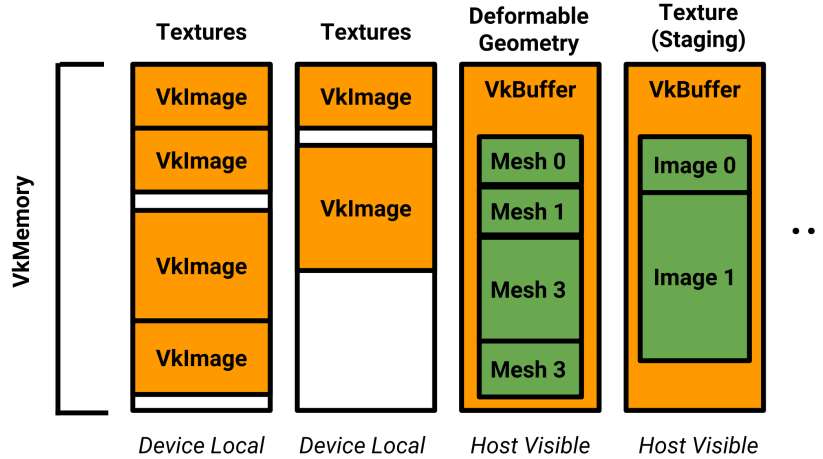 Textures
Textures
Deformable
Geometry
Texture
(Staging)
VkMemory
VkImage
VkImage
VkImage
VkImage
VkImage
VkImage
VkBuffer
Mesh 0
Mesh 1
Mesh 3
Mesh 3
VkBuffer
Image 0
Image 1
..
Device Local
Device Local
Host Visible
Host Visible